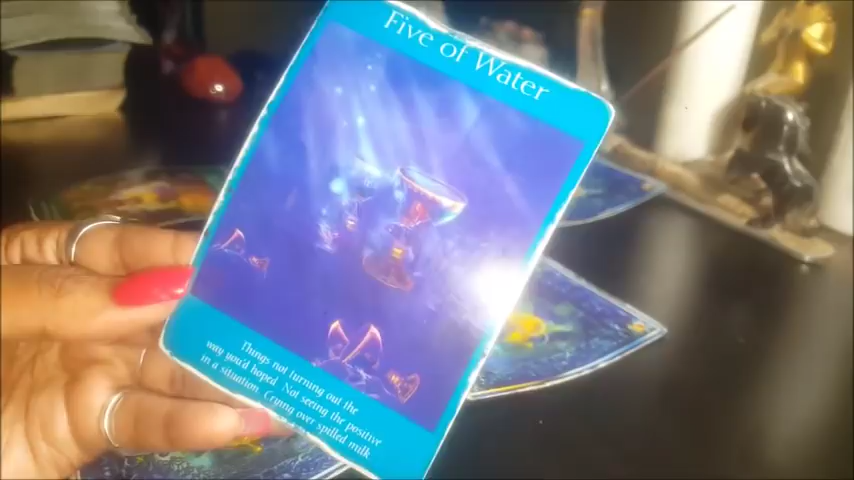 Five of Water
Things not turning out the
way you'd hoped. Not seeing the positive
in a situation. Crying over spilled milk